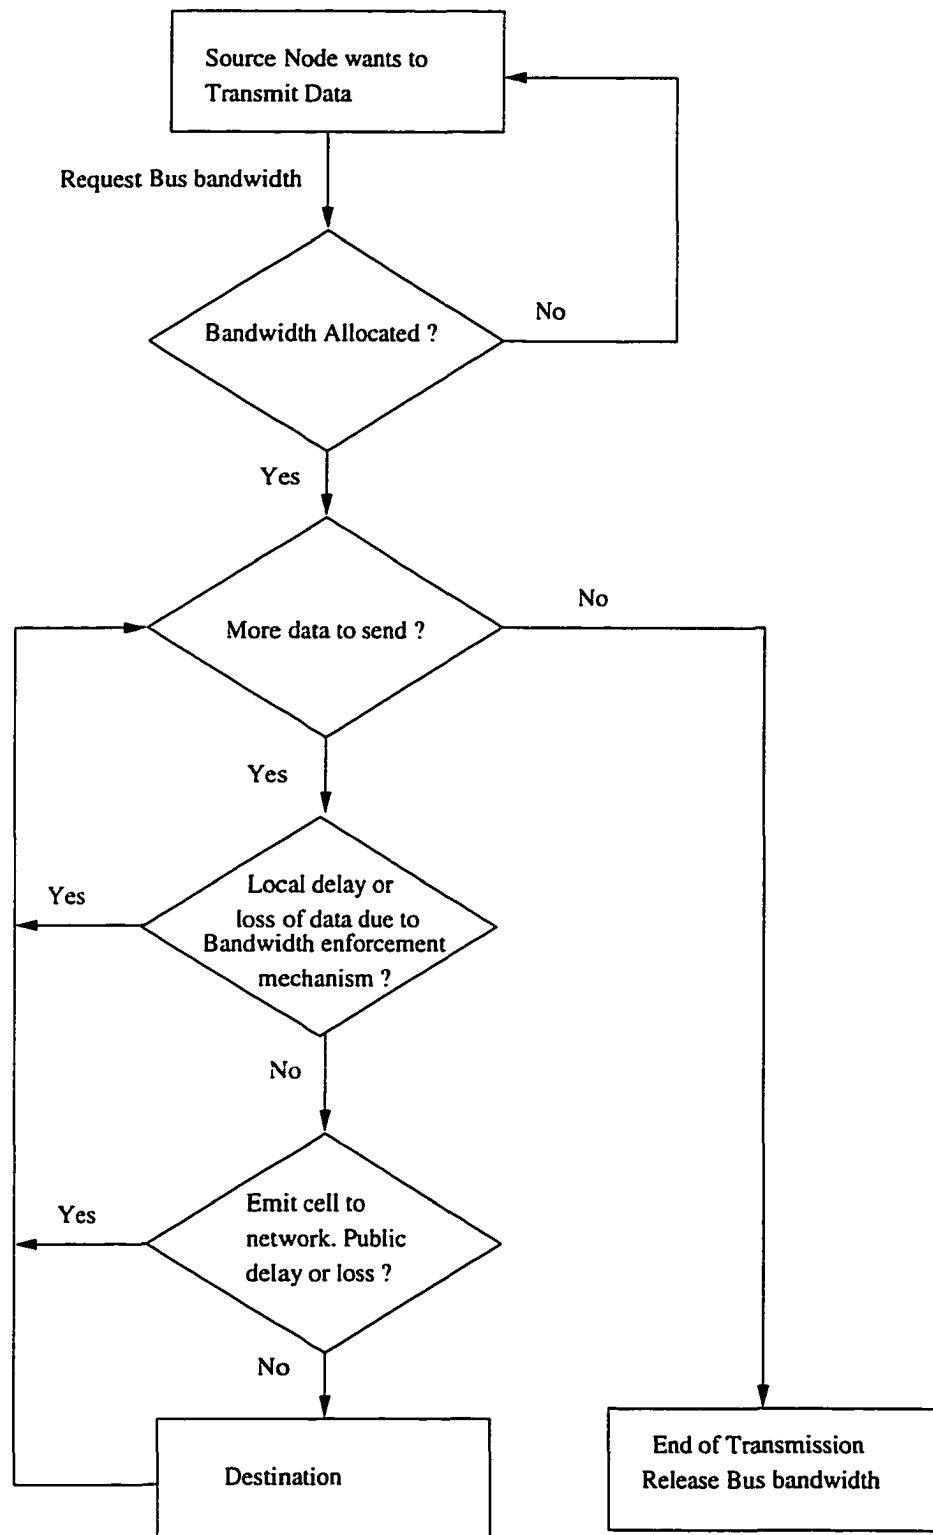 Source Node wants to
Transmit Data
Request Bus bandwidth
Bandwidth Allocated ?
No
Yes
More data to send ?
No
Yes
Local delay or
loss of data due to
Bandwidth enforcement
mechanism ?
Yes
No
Emit cell to
network. Public
delay or loss ?
Yes
No
Destination
End of Transmission
Release Bus bandwidth